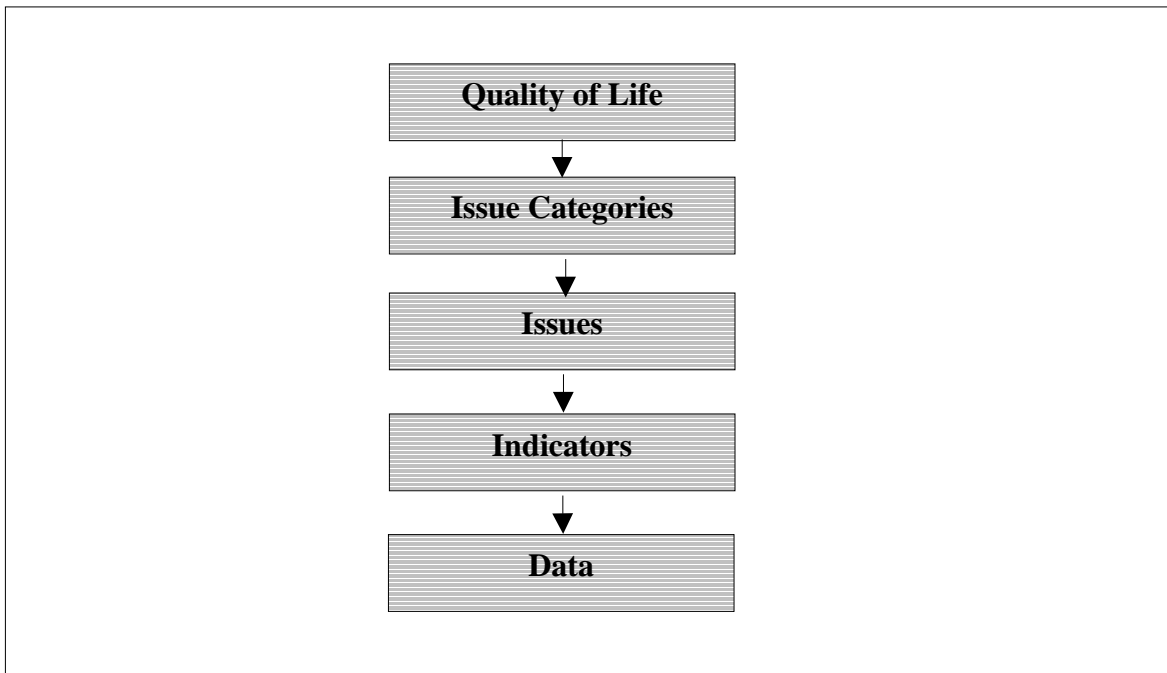 Quality of Life
Issue Categories
Issues
Indicators
Data